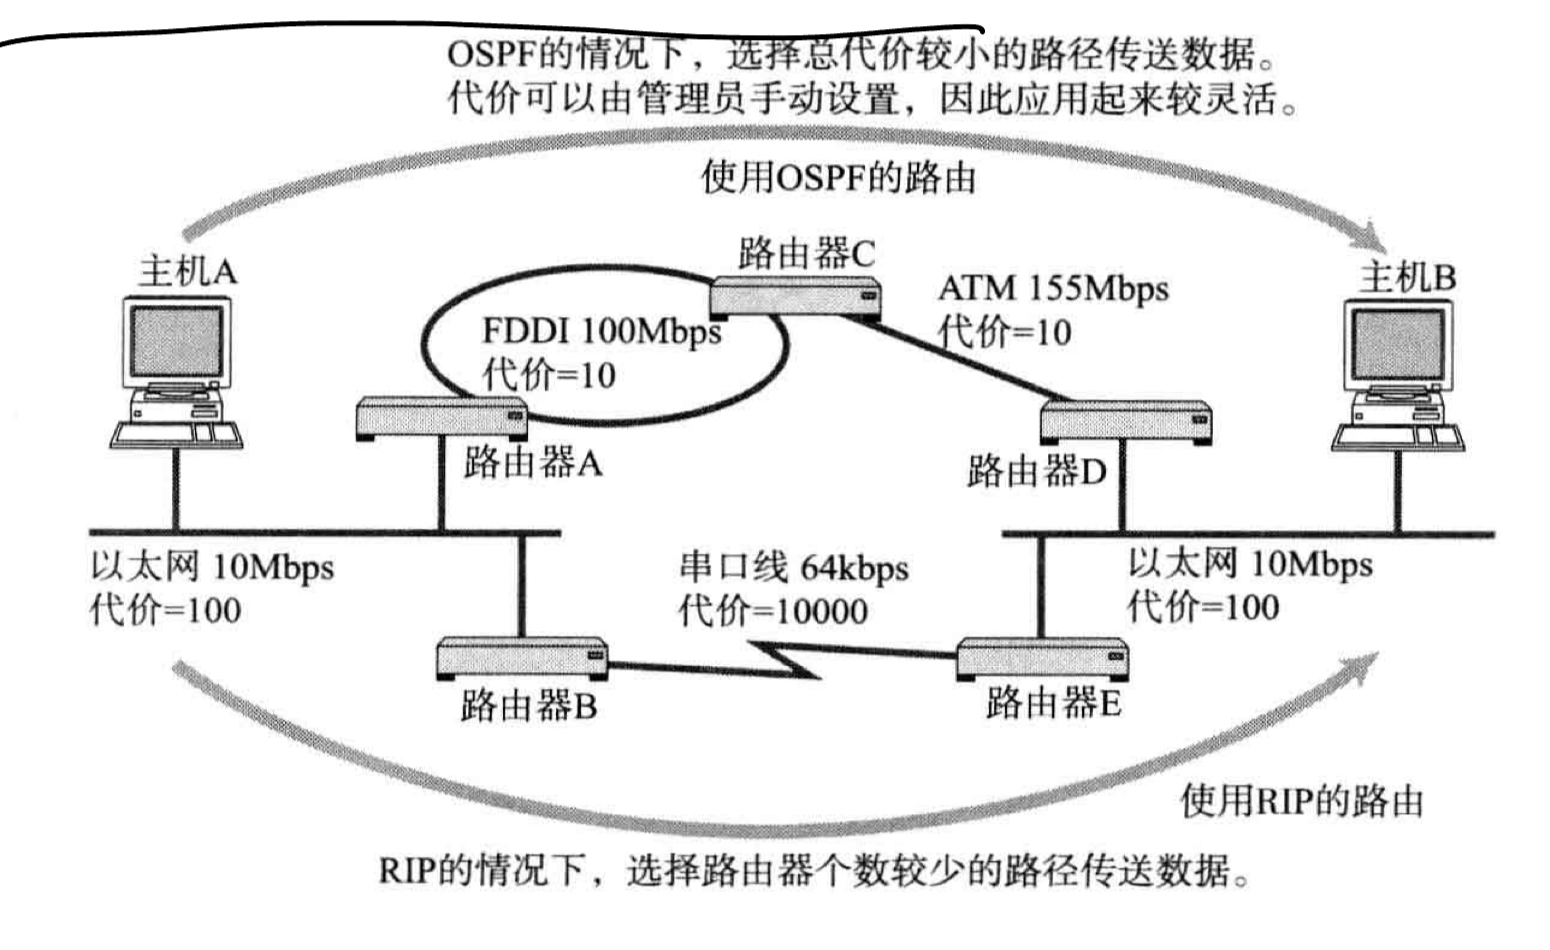 OSPF的情况下，选择总代价较小的路径传送数据。
代价可以由管理员手动设置，因此应用起来较灵活。
使用OSPF的路由
主机A
路由器C
ATM 155Mbps
代价=10
主机B
FDDI 100Mbps
代价=10
路由器A
路由器D
以太网 10Mbps
代价=100
串口线 64kbps
代价=10000
以太网 10Mbps
代价=100
路由器B
路由器E
使用RIP的路由
RIP的情况下，选择路由器个数较少的路径传送数据。